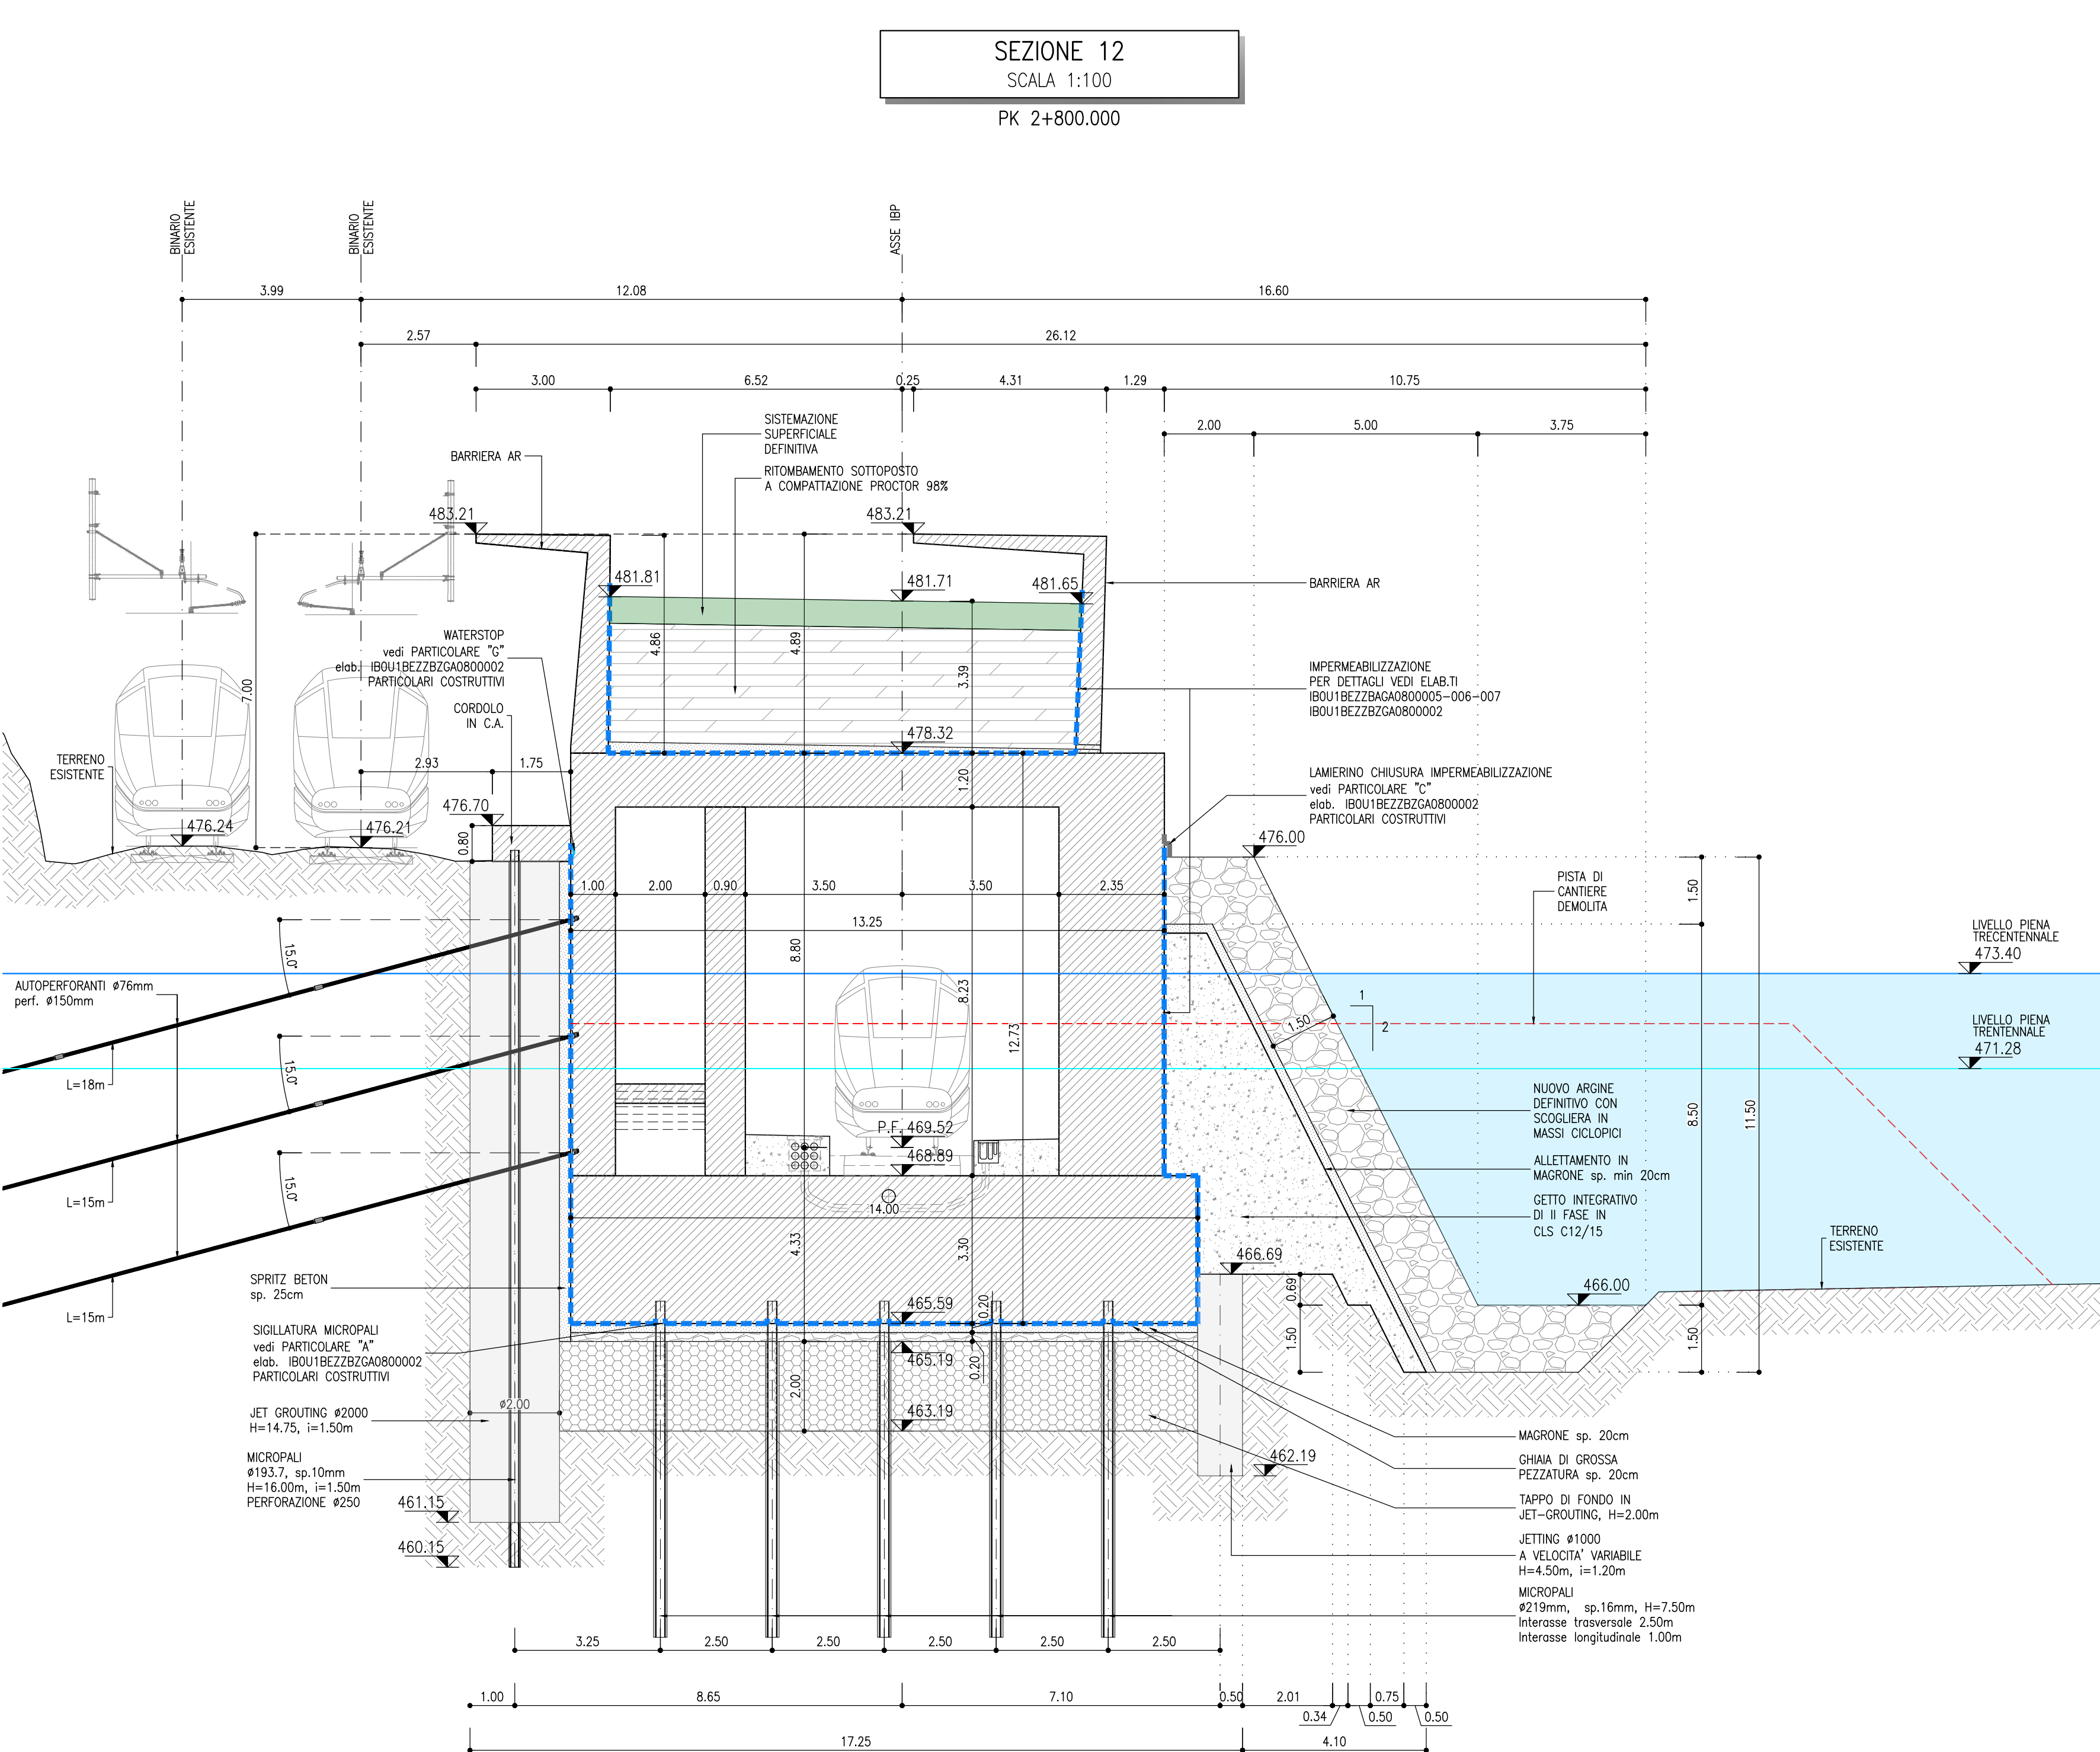 SEZIONE 12
SCALA 1:100
PK 2+800.000
BINARIO
ESISTENTE
BINARIO
ESISTENTE
ASSE IBP
3.99
12.08
16.60
2.57
26.12
3.00
6.52
0.25
4.31
1.29
10.75
2.00
5.00
3.75
SISTEMAZIONE
SUPERFICIALE
DEFINITIVA
BARRIERA AR
RITOMBAMENTO SOTTOPOSTO
A COMPATTAZIONE PROCTOR 98%
483.21
483.21
481.81
481.71
481.65
BARRIERA AR
7.00
4.86
4.89
3.39
WATERSTOP
vedi PARTICOLARE "G"
elab. IB0U1BEZZBZGA0800002
PARTICOLARI COSTRUTTIVI
IMPERMEABILIZZAZIONE
PER DETTAGLI VEDI ELAB.TI
IB0U1BEZZBAGA0800005-006-007
IB0U1BEZZBZGA0800002
CORDOLO
IN C.A.
478.32
TERRENO
ESISTENTE
2.93
1.75
1.20
LAMIERINO CHIUSURA IMPERMEABILIZZAZIONE
vedi PARTICOLARE "C"
elab. IB0U1BEZZBZGA0800002
PARTICOLARI COSTRUTTIVI
476.70
476.24
476.21
0.80
476.00
1.00
2.00
0.90
3.50
3.50
2.35
PISTA DI
CANTIERE
DEMOLITA
1.50
13.25
15.0°
8.80
8.23
12.73
LIVELLO PIENA
TRECENTENNALE
473.40
AUTOPERFORANTI ø76mm
perf. ø150mm
1
2
1.50
LIVELLO PIENA
TRENTENNALE
471.28
L=18m
15.0°
NUOVO ARGINE
DEFINITIVO CON
SCOGLIERA IN
MASSI CICLOPICI
8.50
11.50
P.F. 469.52
468.89
ALLETTAMENTO IN
MAGRONE sp. min 20cm
L=15m
15.0°
14.00
GETTO INTEGRATIVO
DI II FASE IN
CLS C12/15
TERRENO
ESISTENTE
4.33
3.30
466.69
SPRITZ BETON
sp. 25cm
0.69
466.00
L=15m
465.59
0.20
SIGILLATURA MICROPALI
vedi PARTICOLARE "A"
elab. IB0U1BEZZBZGA0800002
PARTICOLARI COSTRUTTIVI
1.50
1.50
465.19
0.20
2.00
ø2.00
JET GROUTING ø2000
H=14.75, i=1.50m
463.19
MAGRONE sp. 20cm
MICROPALI
ø193.7, sp.10mm
H=16.00m, i=1.50m
PERFORAZIONE ø250
462.19
GHIAIA DI GROSSA
PEZZATURA sp. 20cm
461.15
TAPPO DI FONDO IN
JET-GROUTING, H=2.00m
460.15
JETTING ø1000
A VELOCITA' VARIABILE
H=4.50m, i=1.20m
MICROPALI
ø219mm, sp.16mm, H=7.50m
Interasse trasversale 2.50m
Interasse longitudinale 1.00m
3.25
2.50
2.50
2.50
2.50
2.50
1.00
8.65
7.10
0.50
2.01
0.75
0.34
0.50
0.50
17.25
4.10